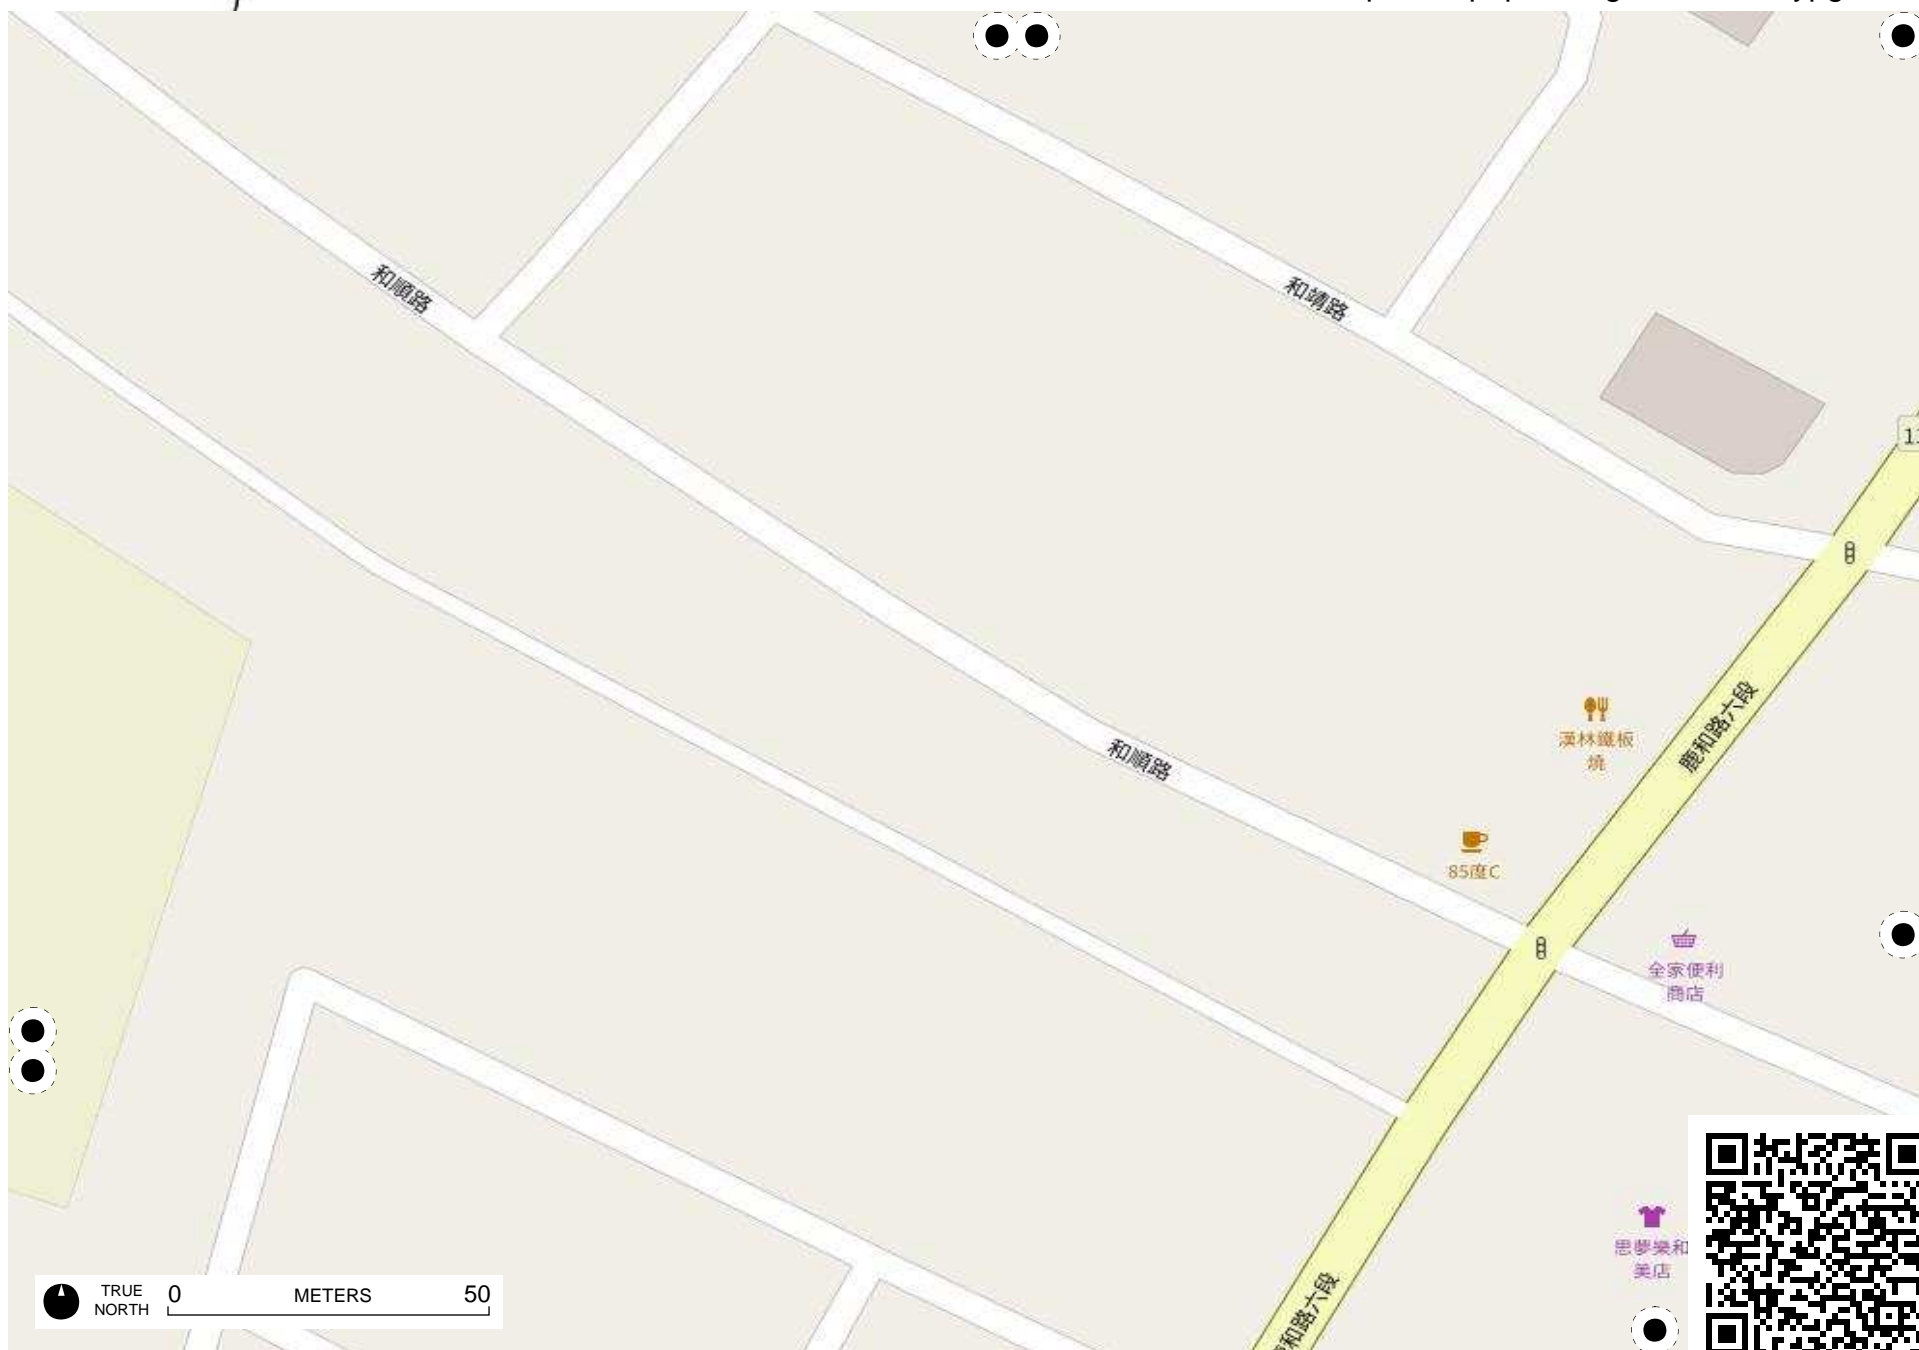 和順路
和靖路
漢林鐵板
燒
鹿和路六段
和順路
85度C
全家便利
商店
思夢樂和
美店
和路六段
TRUE
NORTH
0 METERS 50